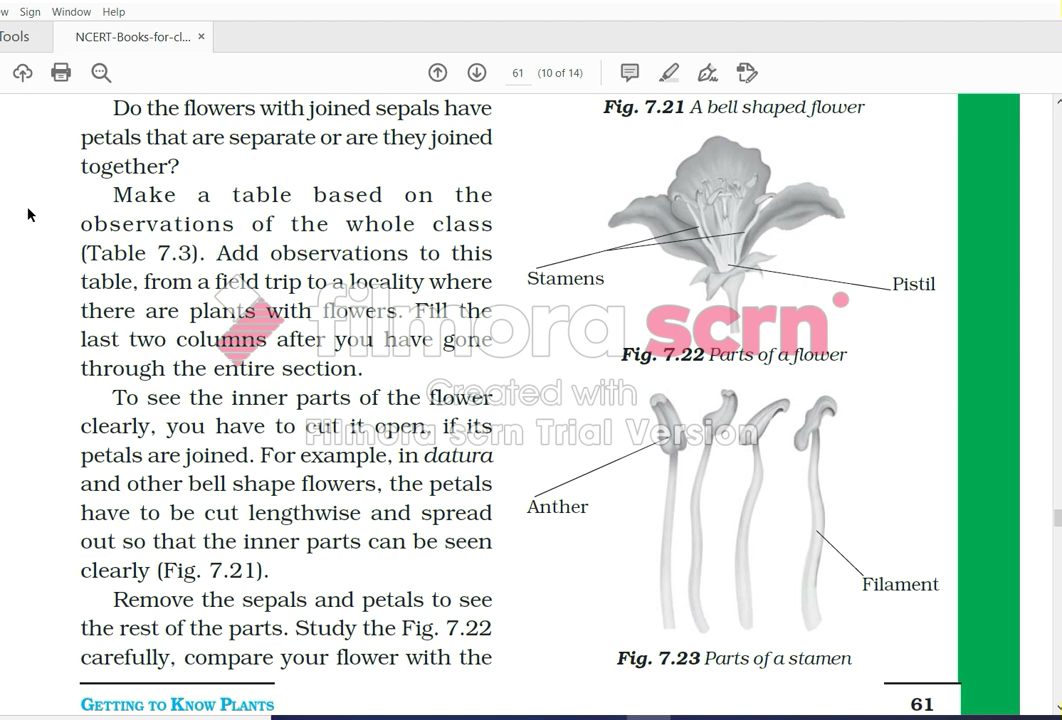 ew Sign Window Help
Tools NCERT-Books-for-cl... ×
61 (10 of 14)
Do the flowers with joined sepals have
petals that are separate or are they joined
together?
Make a table based on the
observations of the whole class
(Table 7.3). Add observations to this
table, from a field trip to a locality where
there are plants with flowers. Fill the
last two columns after you have gone
through the entire section.
To see the inner parts of the flower
clearly, you have to cut it open, if its
petals are joined. For example, in datura
and other bell shape flowers, the petals
have to be cut lengthwise and spread
out so that the inner parts can be seen
clearly (Fig. 7.21).
Remove the sepals and petals to see
the rest of the parts. Study the Fig. 7.22
carefully, compare your flower with the
Fig. 7.21 A bell shaped flower
Stamens
Pistil
Fig. 7.22 Parts of a flower
Anther
Filament
Fig. 7.23 Parts of a stamen
filmora scrn
Created with
Filmora Scrn Trial Version
GETTING TO KNOW PLANTS
61